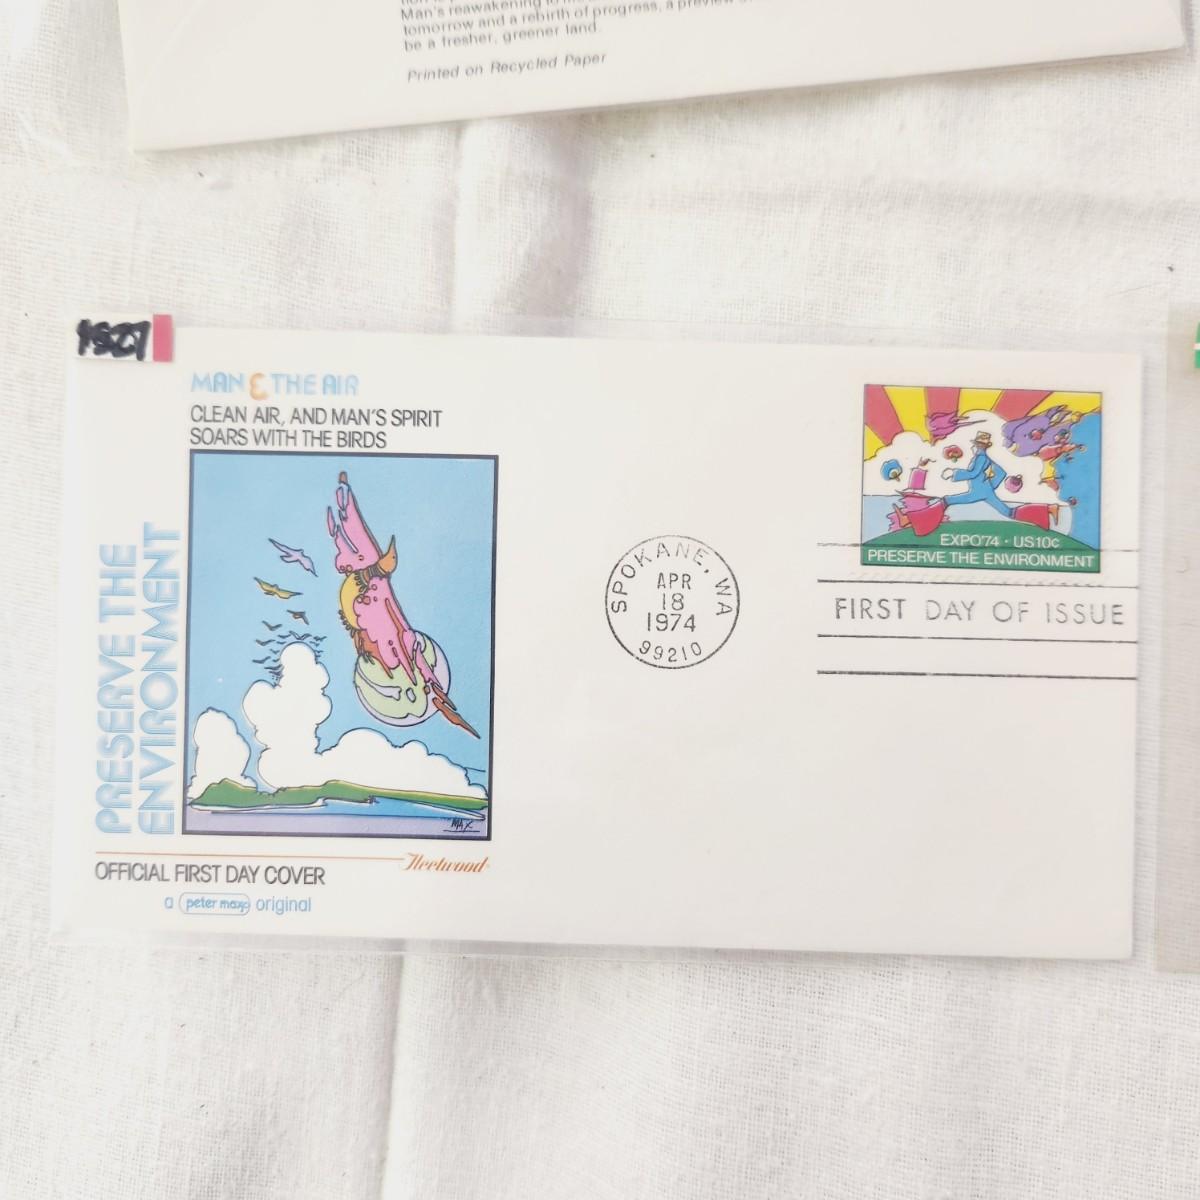 Man's reawakening to
tomorrow and a rebirth of progress, a preview
be a fresher, greener land.
Printed on Recycled Paper
1527
MAN & THE AIR
CLEAN AIR, AND MAN'S SPIRIT
SOARS WITH THE BIRDS
PRESERVE THE
ENVIRONMENT
MAX
Fleetwood
OFFICIAL FIRST DAY COVER
a peter max original
SPOKANE, WA
APR
18
1974
99210
EXPO'74 · US10c
PRESERVE THE ENVIRONMENT
FIRST DAY OF ISSUE